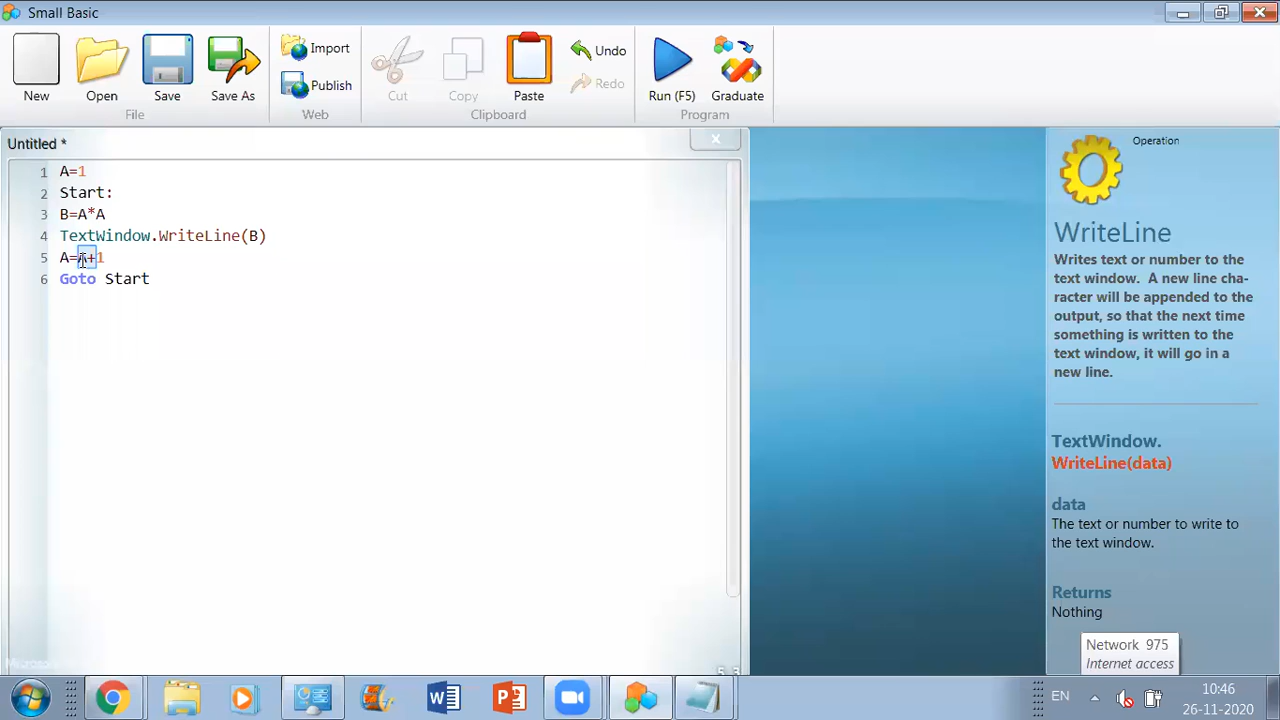 Small Basic
New
Open
Save
Save As
Import
Publish
Cut
Copy
Paste
Undo
Redo
Run (F5)
Graduate
File
Web
Clipboard
Program
Untitled *
1 A=1
2 Start:
3 B=A*A
4 TextWindow.WriteLine(B)
5 A=A+1
6 Goto Start
5,3
Operation
WriteLine
Writes text or number to the
text window. A new line cha-
racter will be appended to the
output, so that the next time
something is written to the
text window, it will go in a
new line.
TextWindow.
WriteLine(data)
data
The text or number to write to
the text window.
Returns
Nothing
Network 975
Internet access
EN
10:46
26-11-2020